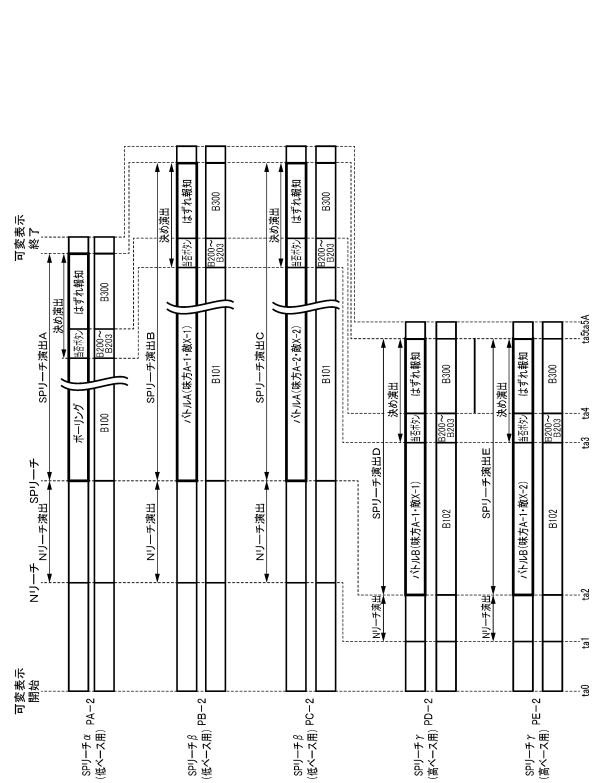 可変表示
開始
Nリーチ
SPリーチ
可変表示
終了
SPリーチα PA-2
(低ベース用)
Nリーチ演出
SPリーチ演出A
決め演出
ボーリング
当否ボタン
はずれ報知
B100
B200〜
B203
B300
SPリーチβ PB-2
(低ベース用)
Nリーチ演出
SPリーチ演出B
決め演出
バトルA(味方A-1・敵X-1)
当否ボタン
はずれ報知
B101
B200〜
B203
B300
SPリーチβ PC-2
(低ベース用)
Nリーチ演出
SPリーチ演出C
決め演出
バトルA(味方A-2・敵X-2)
当否ボタン
はずれ報知
B101
B200〜
B203
B300
SPリーチγ PD-2
(高ベース用)
Nリーチ演出
SPリーチ演出D
決め演出
バトルB(味方A-1・敵X-1)
当否ボタン
はずれ報知
B102
B200〜
B203
B300
SPリーチγ PE-2
(高ベース用)
Nリーチ演出
SPリーチ演出E
決め演出
バトルB(味方A-1・敵X-2)
当否ボタン
はずれ報知
B102
B200〜
B203
B300
ta0 ta1 ta2 ta3 ta4 ta5 ta5A